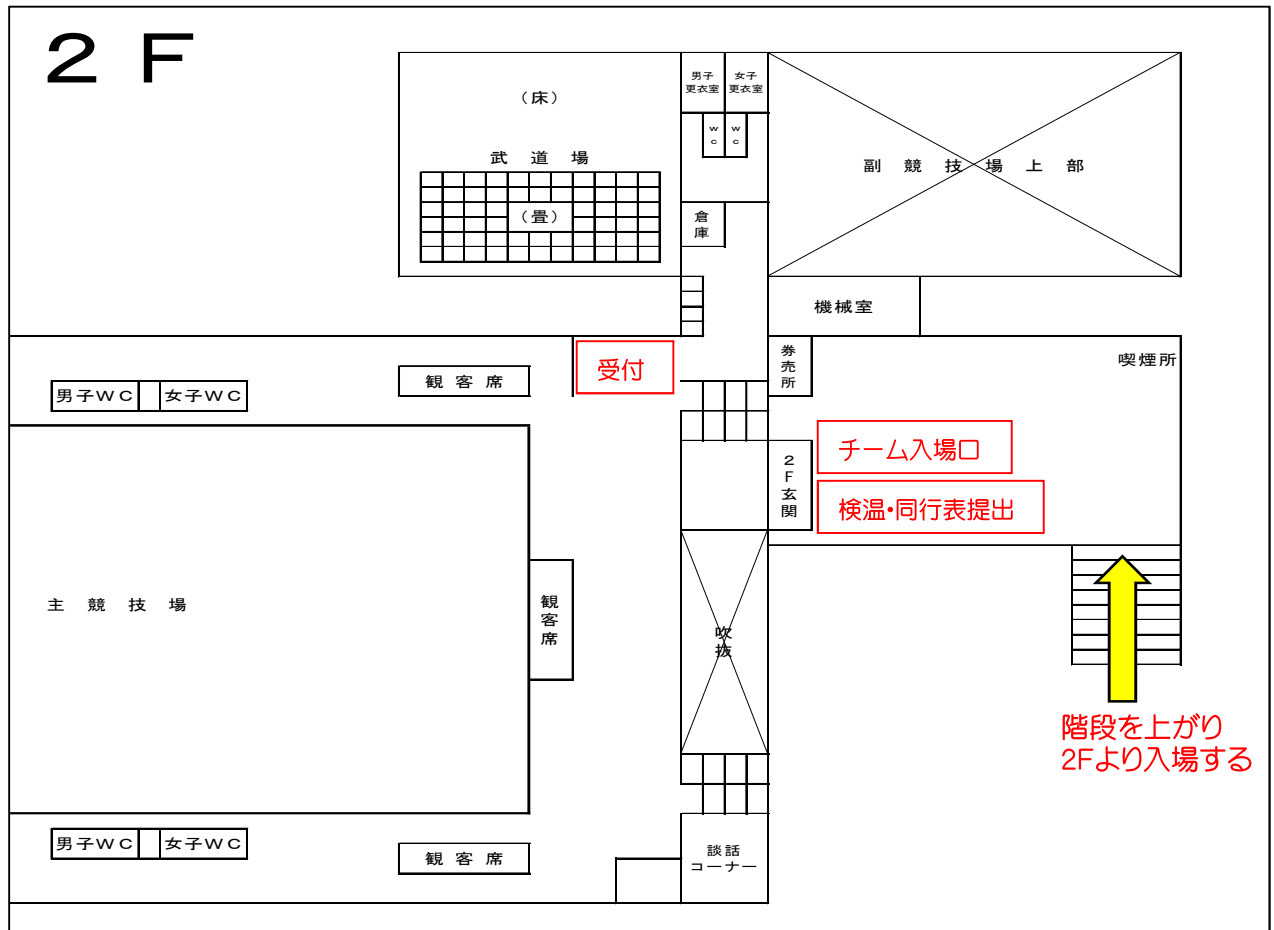 ２Ｆ
（床）
武道場
（畳）
男子
更衣室
女子
更衣室
ＷＣ
ＷＣ
倉庫
副競技場上部
機械室
券売所
喫煙所
受付
観客席
男子ＷＣ
女子ＷＣ
チーム入場口
２Ｆ玄関
検温・同行表提出
主競技場
観客席
吹抜
階段を上がり
2Fより入場する
男子ＷＣ
女子ＷＣ
観客席
談話
コーナー